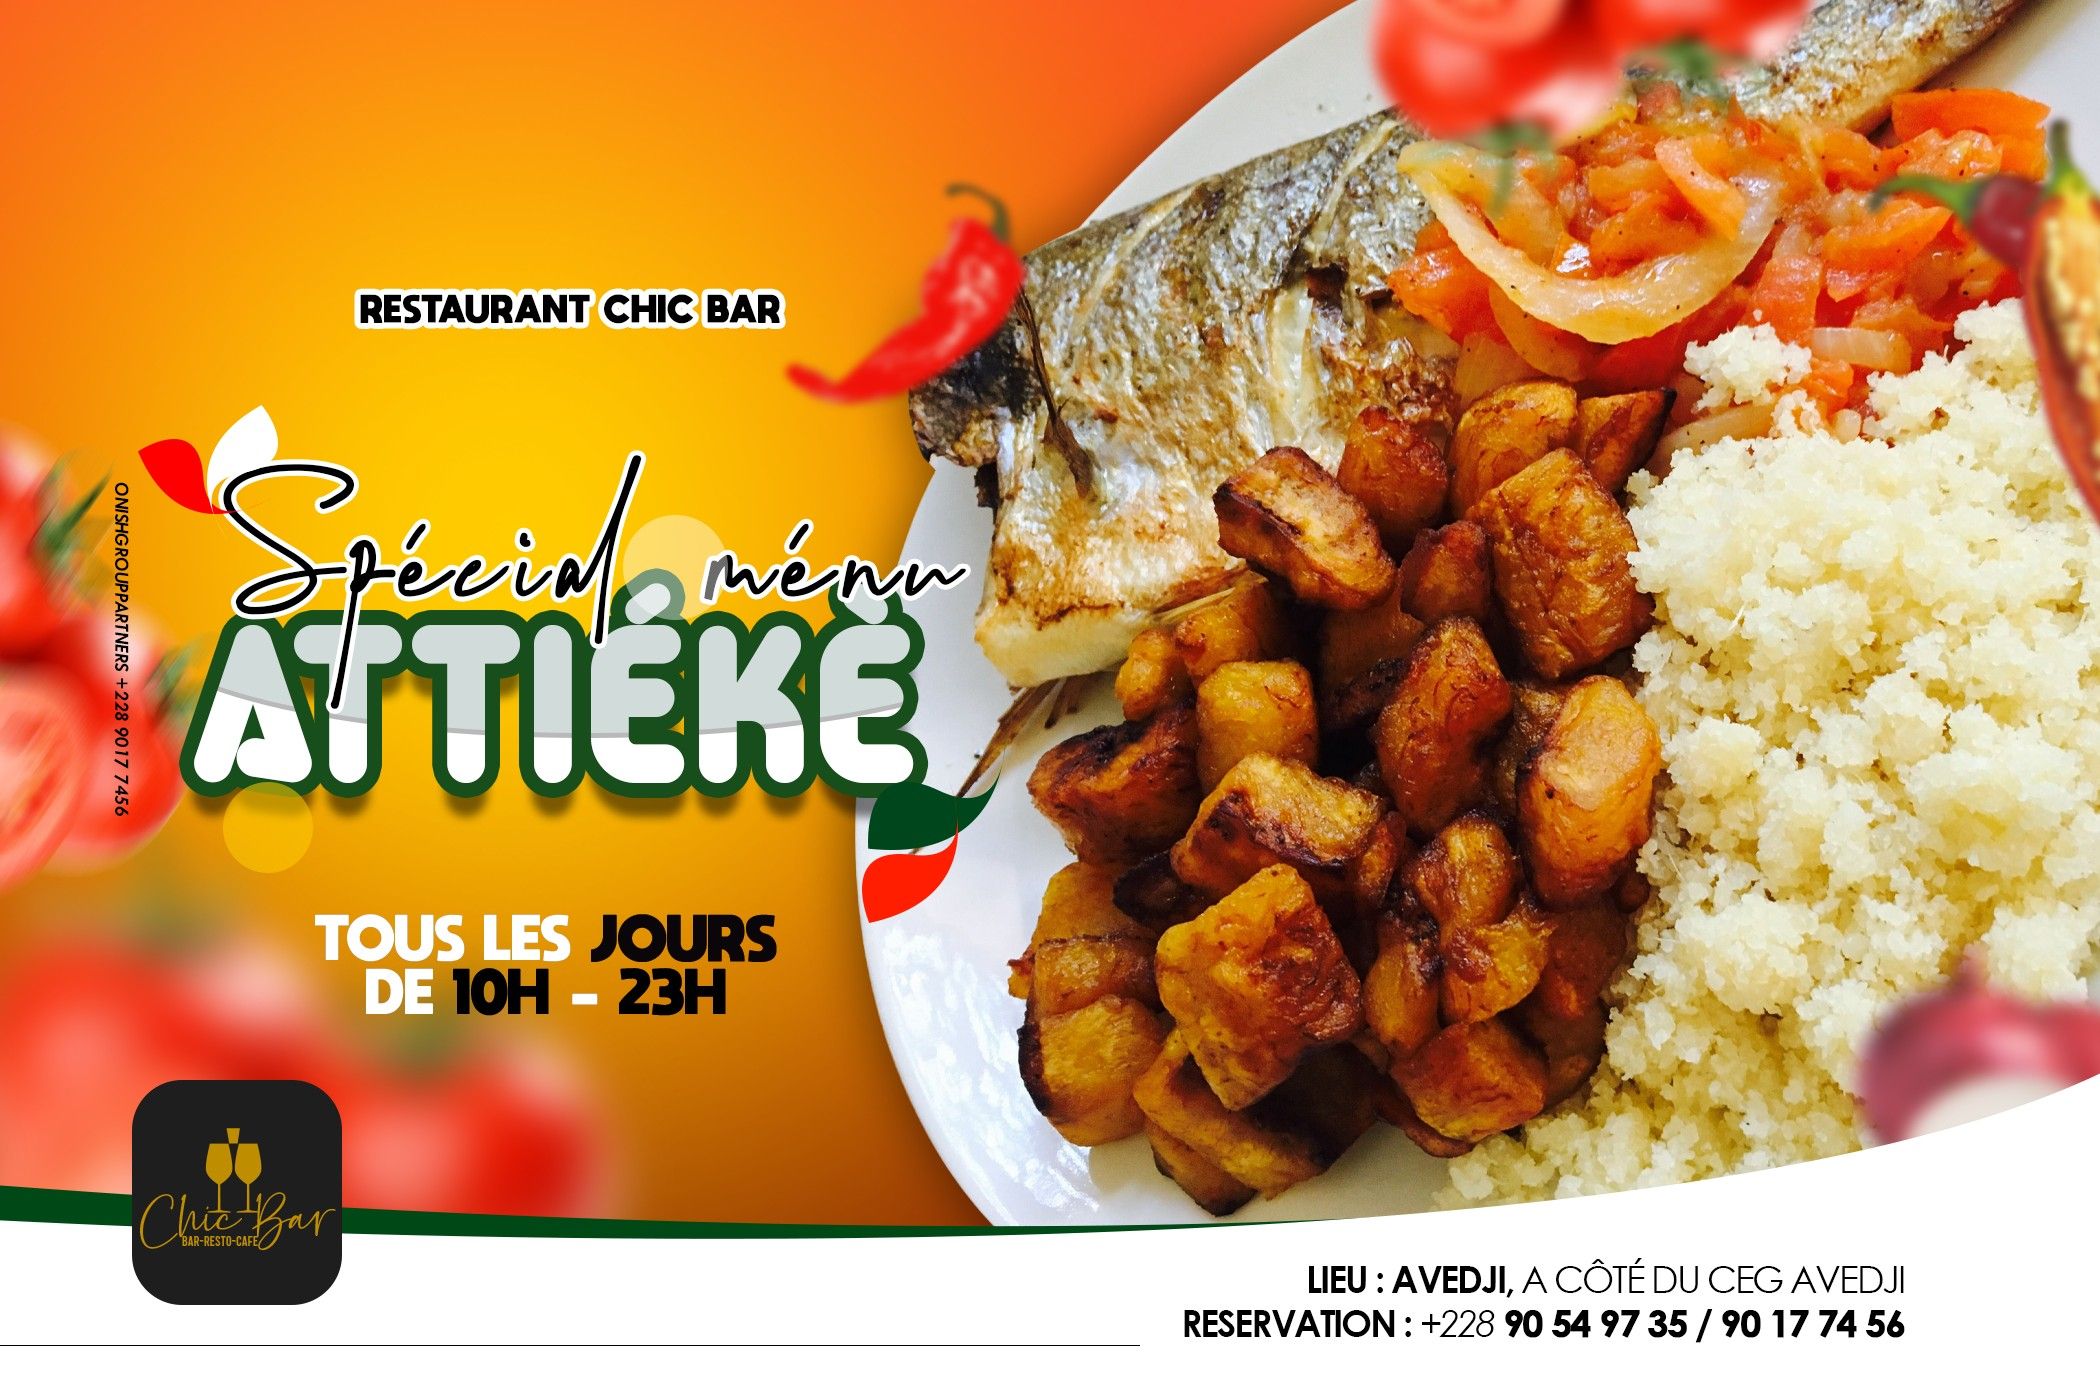 RESTAURANT CHIC BAR
Spécial ménu
ATTIÉKÈ
ONISHGROUPPARTNERS +228 9017 7456
TOUS LES JOURS
DE 10H - 23H
Chic Bar
BAR-RESTO-CAFE
LIEU : AVEDJI, A CÔTÉ DU CEG AVEDJI
RESERVATION : +228 90 54 97 35 / 90 17 74 56